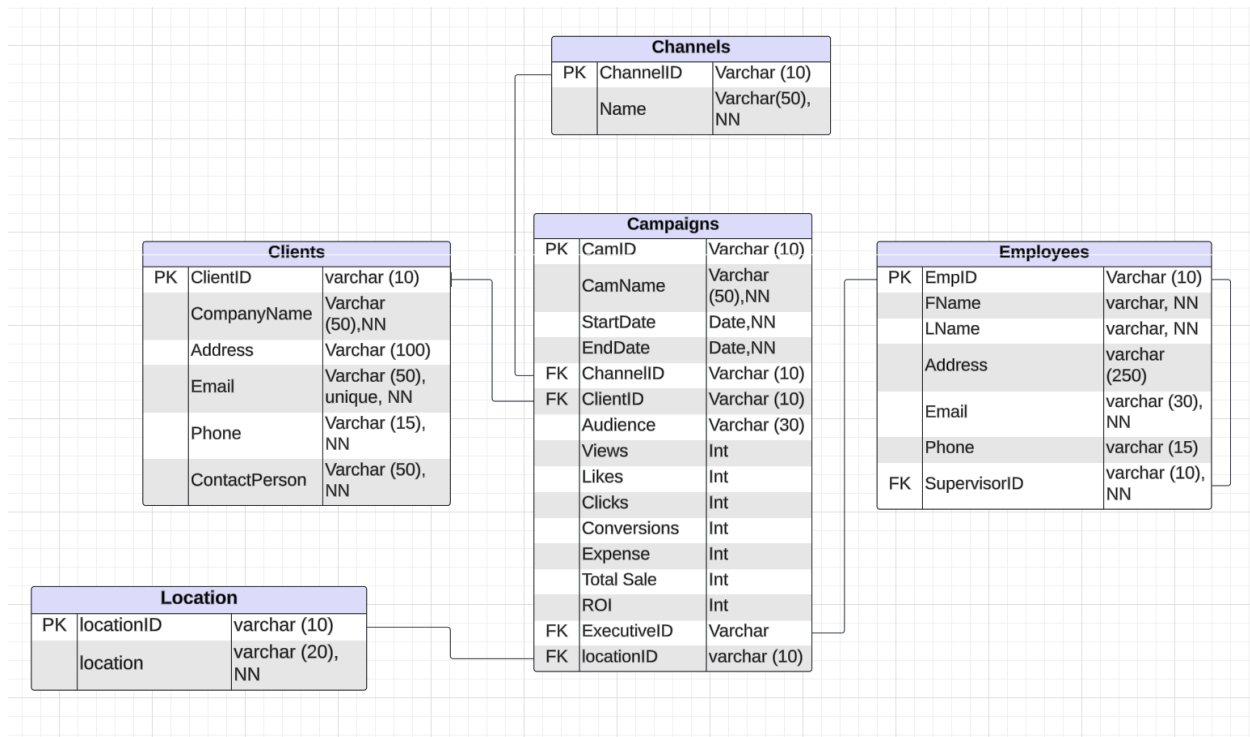 Channels
PK ChannelID Varchar (10)
Name Varchar(50),
NN
Campaigns
PK CamID Varchar (10)
CamName Varchar
(50),NN
StartDate Date,NN
EndDate Date,NN
FK ChannelID Varchar (10)
FK ClientID Varchar (10)
Audience Varchar (30)
Views Int
Likes Int
Clicks Int
Conversions Int
Expense Int
Total Sale Int
ROI Int
FK ExecutiveID Varchar
FK locationID varchar (10)
Clients
PK ClientID varchar (10)
CompanyName Varchar
(50),NN
Address Varchar (100)
Email Varchar (50),
unique, NN
Phone Varchar (15),
NN
ContactPerson Varchar (50),
NN
Employees
PK EmpID Varchar (10)
FName varchar, NN
LName varchar, NN
Address varchar
(250)
Email varchar (30),
NN
Phone varchar (15)
FK SupervisorID varchar (10),
NN
Location
PK locationID varchar (10)
location varchar (20),
NN